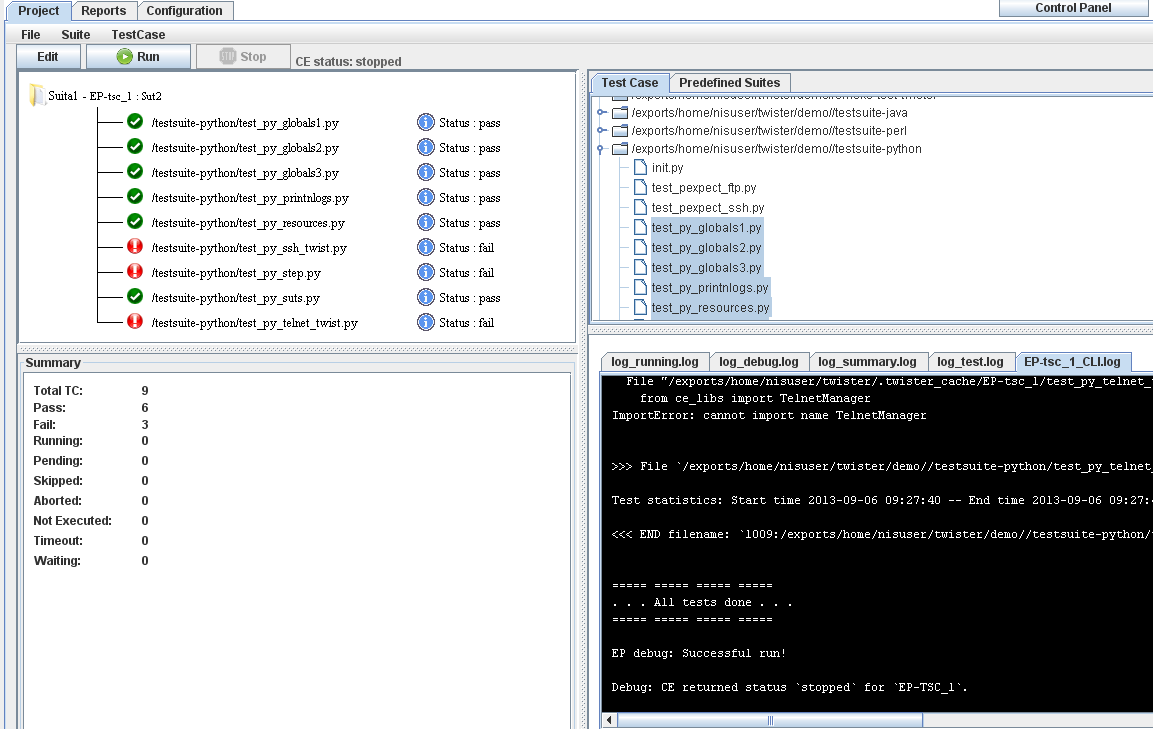 Project Reports Configuration
Control Panel
File Suite TestCase
Edit Run Stop CE status: stopped
Suita1 - EP-tsc_1 : Sut2
/testsuite-python/test_py_globals1.py Status : pass
/testsuite-python/test_py_globals2.py Status : pass
/testsuite-python/test_py_globals3.py Status : pass
/testsuite-python/test_py_printnlogs.py Status : pass
/testsuite-python/test_py_resources.py Status : pass
/testsuite-python/test_py_ssh_twist.py Status : fail
/testsuite-python/test_py_step.py Status : fail
/testsuite-python/test_py_suts.py Status : pass
/testsuite-python/test_py_telnet_twist.py Status : fail
Test Case Predefined Suites
/exports/home/nisuser/twister/demo//testsuite-java
/exports/home/nisuser/twister/demo//testsuite-perl
/exports/home/nisuser/twister/demo//testsuite-python
init.py
test_pexpect_ftp.py
test_pexpect_ssh.py
test_py_globals1.py
test_py_globals2.py
test_py_globals3.py
test_py_printnlogs.py
test_py_resources.py
Summary
Total TC: 9
Pass: 6
Fail: 3
Running: 0
Pending: 0
Skipped: 0
Aborted: 0
Not Executed: 0
Timeout: 0
Waiting: 0
log_running.log log_debug.log log_summary.log log_test.log EP-tsc_1_CLI.log
File "/exports/home/nisuser/twister/.twister_cache/EP-tsc_1/test_py_telnet_
from ce_libs import TelnetManager
ImportError: cannot import name TelnetManager
>>> File `/exports/home/nisuser/twister/demo//testsuite-python/test_py_telnet_
Test statistics: Start time 2013-09-06 09:27:40 -- End time 2013-09-06 09:27:
<<< END filename: `1009:/exports/home/nisuser/twister/demo//testsuite-python/
===== ===== ===== =====
. . . All tests done . . .
===== ===== ===== =====
EP debug: Successful run!
Debug: CE returned status `stopped` for `EP-TSC_1`.